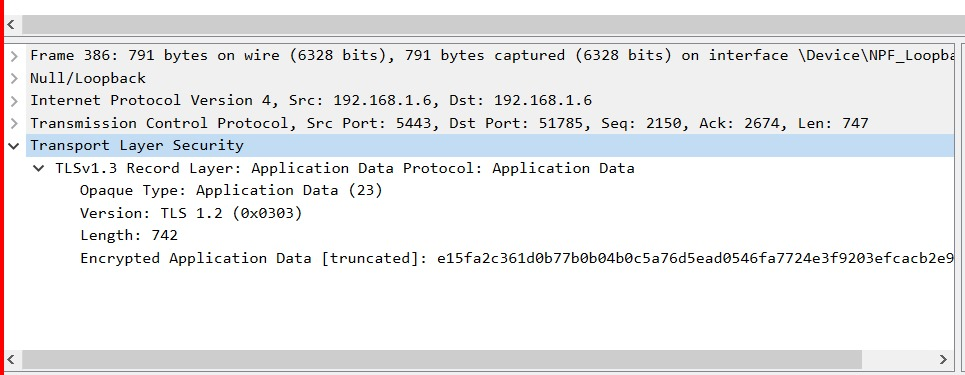 Frame 386: 791 bytes on wire (6328 bits), 791 bytes captured (6328 bits) on interface \Device\NPF_Loopba
Null/Loopback
Internet Protocol Version 4, Src: 192.168.1.6, Dst: 192.168.1.6
Transmission Control Protocol, Src Port: 5443, Dst Port: 51785, Seq: 2150, Ack: 2674, Len: 747
Transport Layer Security
TLSv1.3 Record Layer: Application Data Protocol: Application Data
Opaque Type: Application Data (23)
Version: TLS 1.2 (0x0303)
Length: 742
Encrypted Application Data [truncated]: e15fa2c361d0b77b0b04b0c5a76d5ead0546fa7724e3f9203efcacb2e9